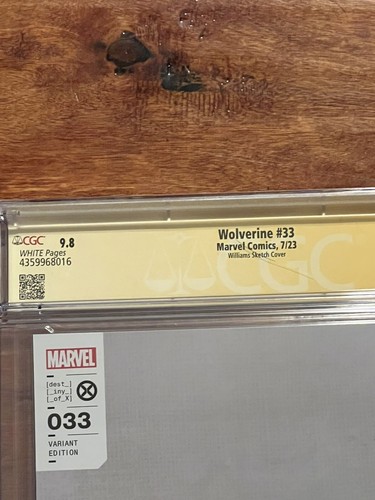 CGC 9.8
WHITE Pages
4359968016
Wolverine #33
Marvel Comics, 7/23
Williams Sketch Cover
CGC
MARVEL
[dest_]
[_iny_]
[_of_X]
X
033
VARIANT
EDITION